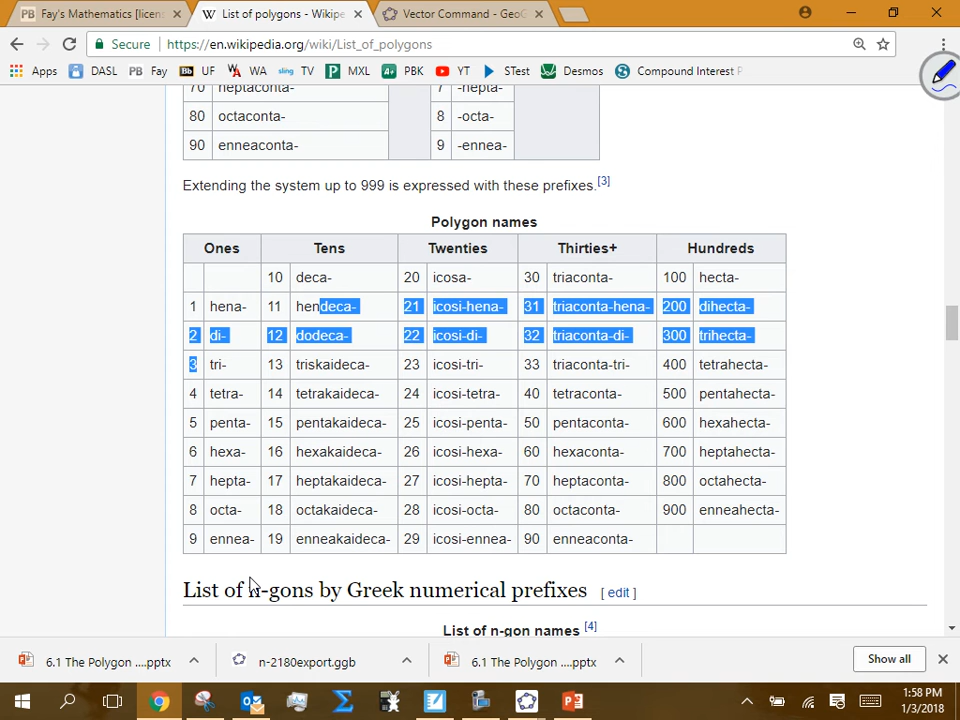 Fay's Mathematics [licen
List of polygons - Wikipe
Vector Command - GeoG
Secure
https://en.wikipedia.org/wiki/List_of_polygons
Apps DASL PB Fay Bb UF WA sling TV P MXL A+ PBK YT STest Desmos Compound Interest P
70 heptaconta- 7 -hepta-
80 octaconta- 8 -octa-
90 enneaconta- 9 -ennea-
Extending the system up to 999 is expressed with these prefixes.[3]
Polygon names
Ones Tens Twenties Thirties+ Hundreds
10 deca- 20 icosa- 30 triaconta- 100 hecta-
1 hena- 11 hendeca- 21 icosi-hena- 31 triaconta-hena- 200 dihecta-
2 di- 12 dodeca- 22 icosi-di- 32 triaconta-di- 300 trihecta-
3 tri- 13 triskaideca- 23 icosi-tri- 33 triaconta-tri- 400 tetrahecta-
4 tetra- 14 tetrakaideca- 24 icosi-tetra- 40 tetraconta- 500 pentahecta-
5 penta- 15 pentakaideca- 25 icosi-penta- 50 pentaconta- 600 hexahecta-
6 hexa- 16 hexakaideca- 26 icosi-hexa- 60 hexaconta- 700 heptahecta-
7 hepta- 17 heptakaideca- 27 icosi-hepta- 70 heptaconta- 800 octahecta-
8 octa- 18 octakaideca- 28 icosi-octa- 80 octaconta- 900 enneahecta-
9 ennea- 19 enneakaideca- 29 icosi-ennea- 90 enneaconta-
List of n-gons by Greek numerical prefixes [ edit ]
List of n-gon names [4]
6.1 The Polygon ....pptx
n-2180export.ggb
6.1 The Polygon ....pptx
Show all
1:58 PM
1/3/2018